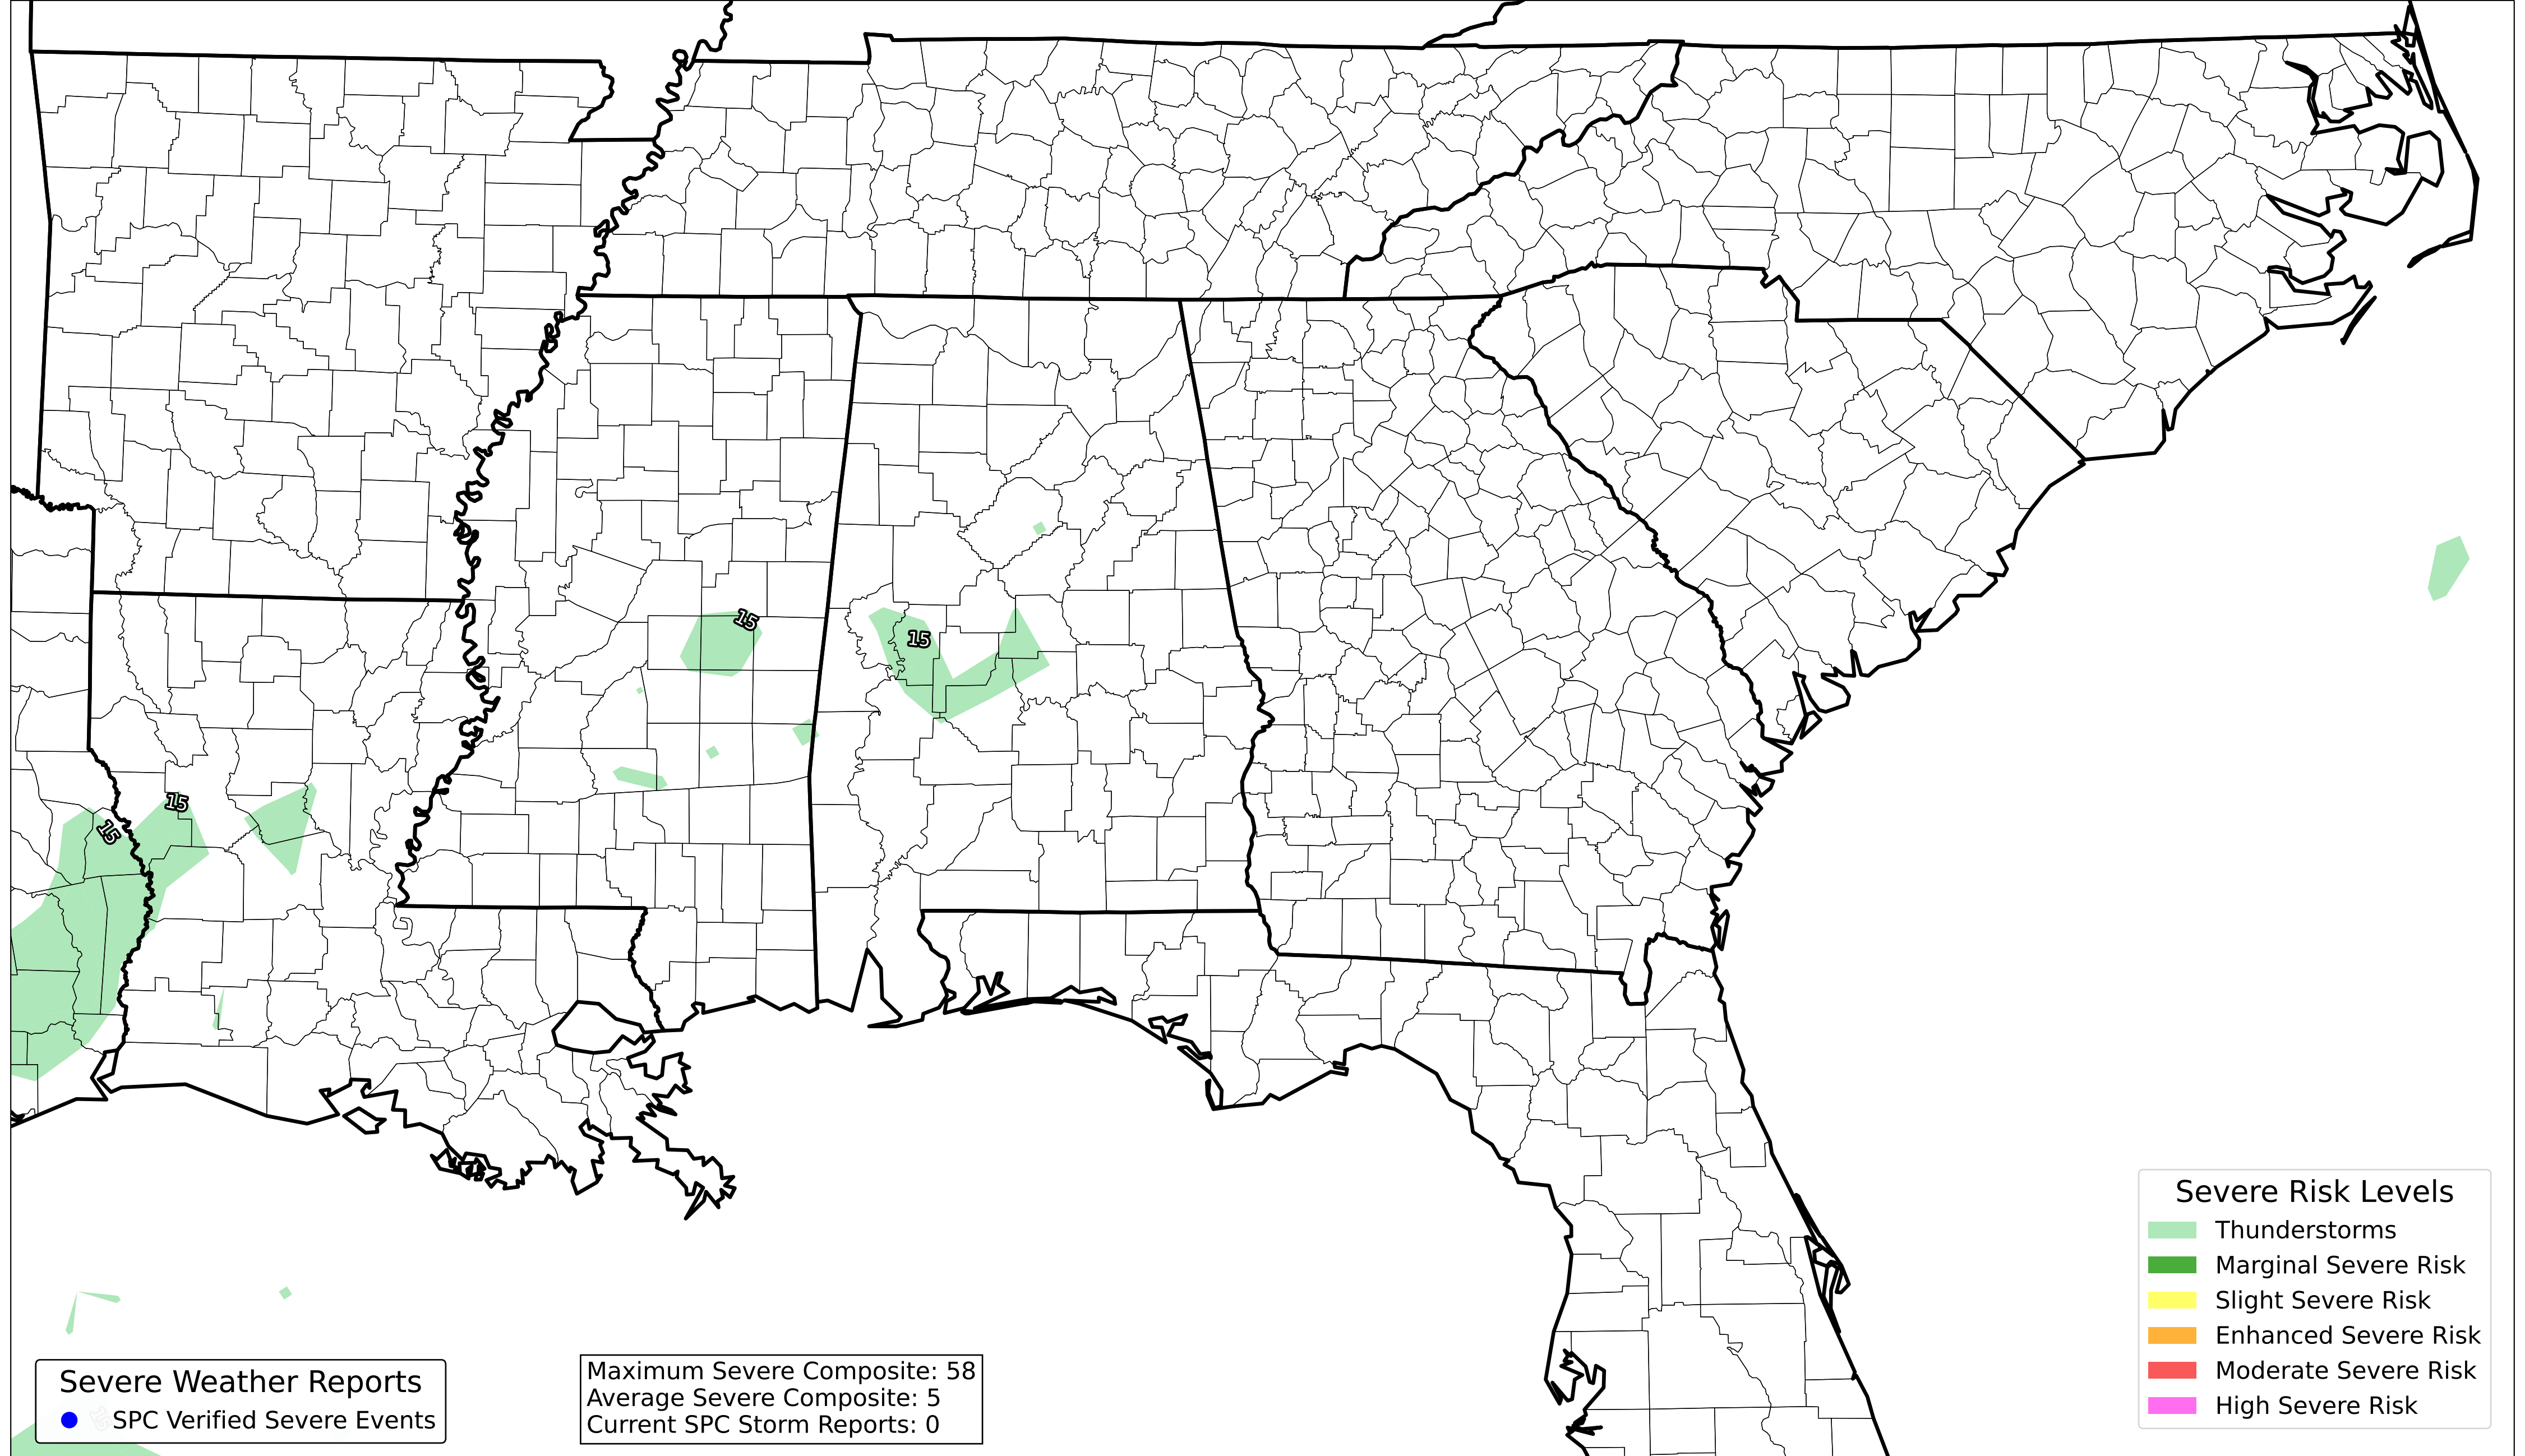 15
15
15
15
Severe Risk Levels
Thunderstorms
Marginal Severe Risk
Slight Severe Risk
Enhanced Severe Risk
Moderate Severe Risk
High Severe Risk
Severe Weather Reports
SPC Verified Severe Events
Maximum Severe Composite: 58
Average Severe Composite: 5
Current SPC Storm Reports: 0